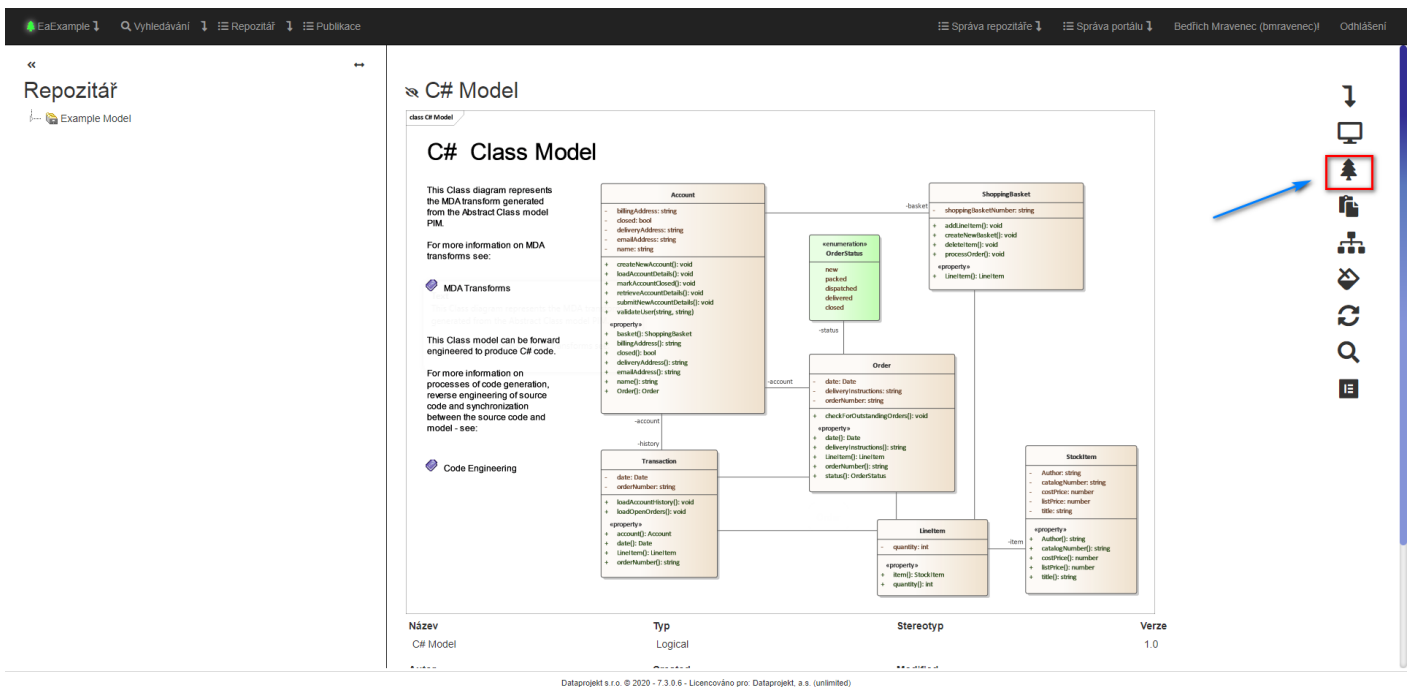 EaExample
Vyhledávání
Repozitář
Publikace
Správa repozitáře
Správa portálu
Bedřich Mravenec (bmravenec)!
Odhlášení
Repozitář
Example Model
C# Model
class C# Model
C# Class Model
This Class diagram represents
the MDA transform generated
from the Abstract Class model
PIM.
For more information on MDA
transforms see:
MDA Transforms
This Class model can be forward
engineered to produce C# code.
For more information on
processes of code generation,
reverse engineering of source
code and synchronization
between the source code and
model - see:
Code Engineering
Account
- billingAddress: string
- closed: bool
- deliveryAddress: string
- emailAddress: string
- name: string
+ createNewAccount(): void
+ loadAccountDetails(): void
+ markAccountClosed(): void
+ retrieveAccountDetails(): void
+ submitNewAccountDetails(): void
+ validateUser(string, string)
«property»
+ basket(): ShoppingBasket
+ billingAddress(): string
+ closed(): bool
+ deliveryAddress(): string
+ emailAddress(): string
+ name(): string
+ Order(): Order
-basket
ShoppingBasket
- shoppingBasketNumber: string
+ addLineItem(): void
+ createNewBasket(): void
+ deleteItem(): void
+ processOrder(): void
«property»
+ LineItem(): LineItem
«enumeration»
OrderStatus
new
packed
dispatched
delivered
closed
-status
-account
Order
- date: Date
- deliveryInstructions: string
- orderNumber: string
+ checkForOutstandingOrders(): void
«property»
+ date(): Date
+ deliveryInstructions(): string
+ LineItem(): LineItem
+ orderNumber(): string
+ status(): OrderStatus
-account
-history
Transaction
- date: Date
- orderNumber: string
+ loadAccountHistory(): void
+ loadOpenOrders(): void
«property»
+ account(): Account
+ date(): Date
+ LineItem(): LineItem
+ orderNumber(): string
LineItem
- quantity: int
«property»
+ item(): StockItem
+ quantity(): int
-item
StockItem
- Author: string
- catalogNumber: string
- costPrice: number
- listPrice: number
- title: string
«property»
+ Author(): string
+ catalogNumber(): string
+ costPrice(): number
+ listPrice(): number
+ title(): string
Název Typ Stereotyp Verze
C# Model Logical 1.0
Dataprojekt s.r.o. © 2020 - 7.3.0.6 - Licencováno pro: Dataprojekt, a.s. (unlimited)